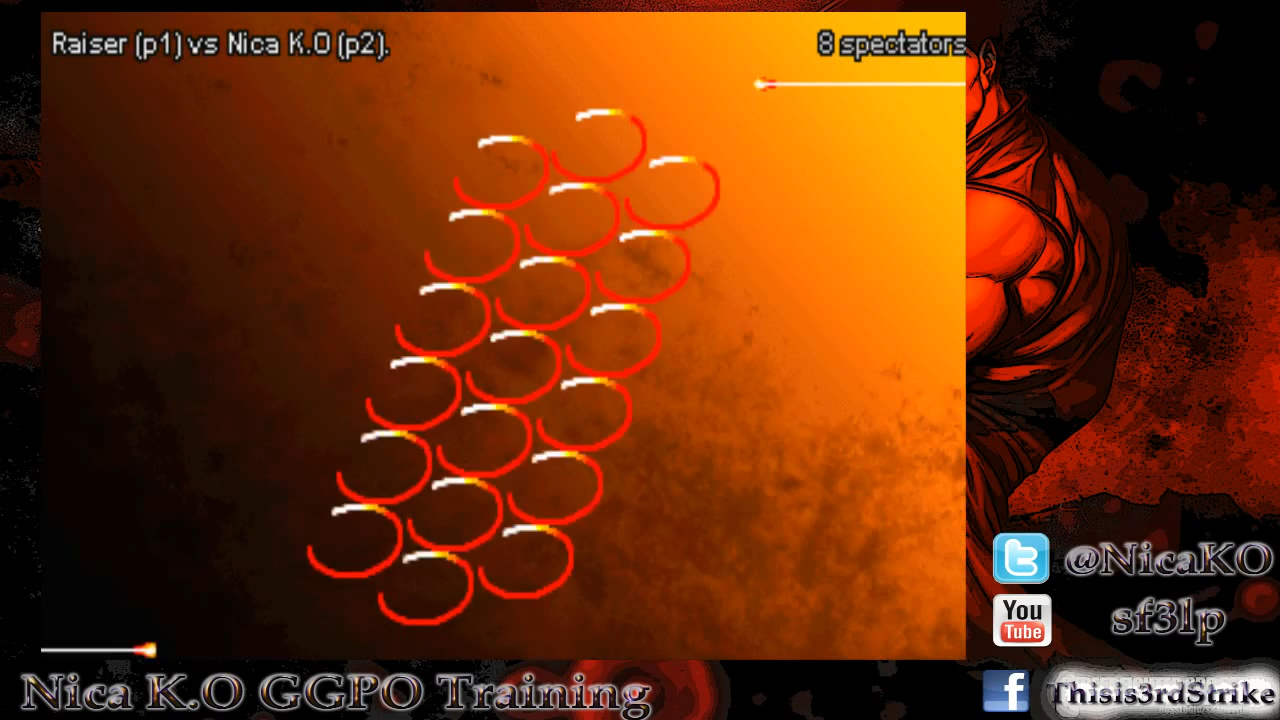 Raiser (p1) vs Nica K.O (p2).
8 spectators
@NicaKO
You
Tube
sf3lp
Nica K.O GGPO Training
Thisis3rdStrike